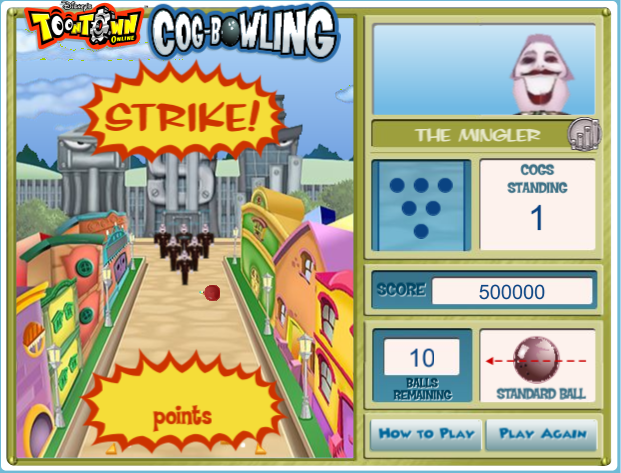 Disney's
TOONTOWN
ONLINE
COG-BOWLING
STRIKE!
THE MINGLER
COGS
STANDING
1
SCORE
500000
10
BALLS
REMAINING
STANDARD BALL
points
HOW TO PLAY
PLAY AGAIN